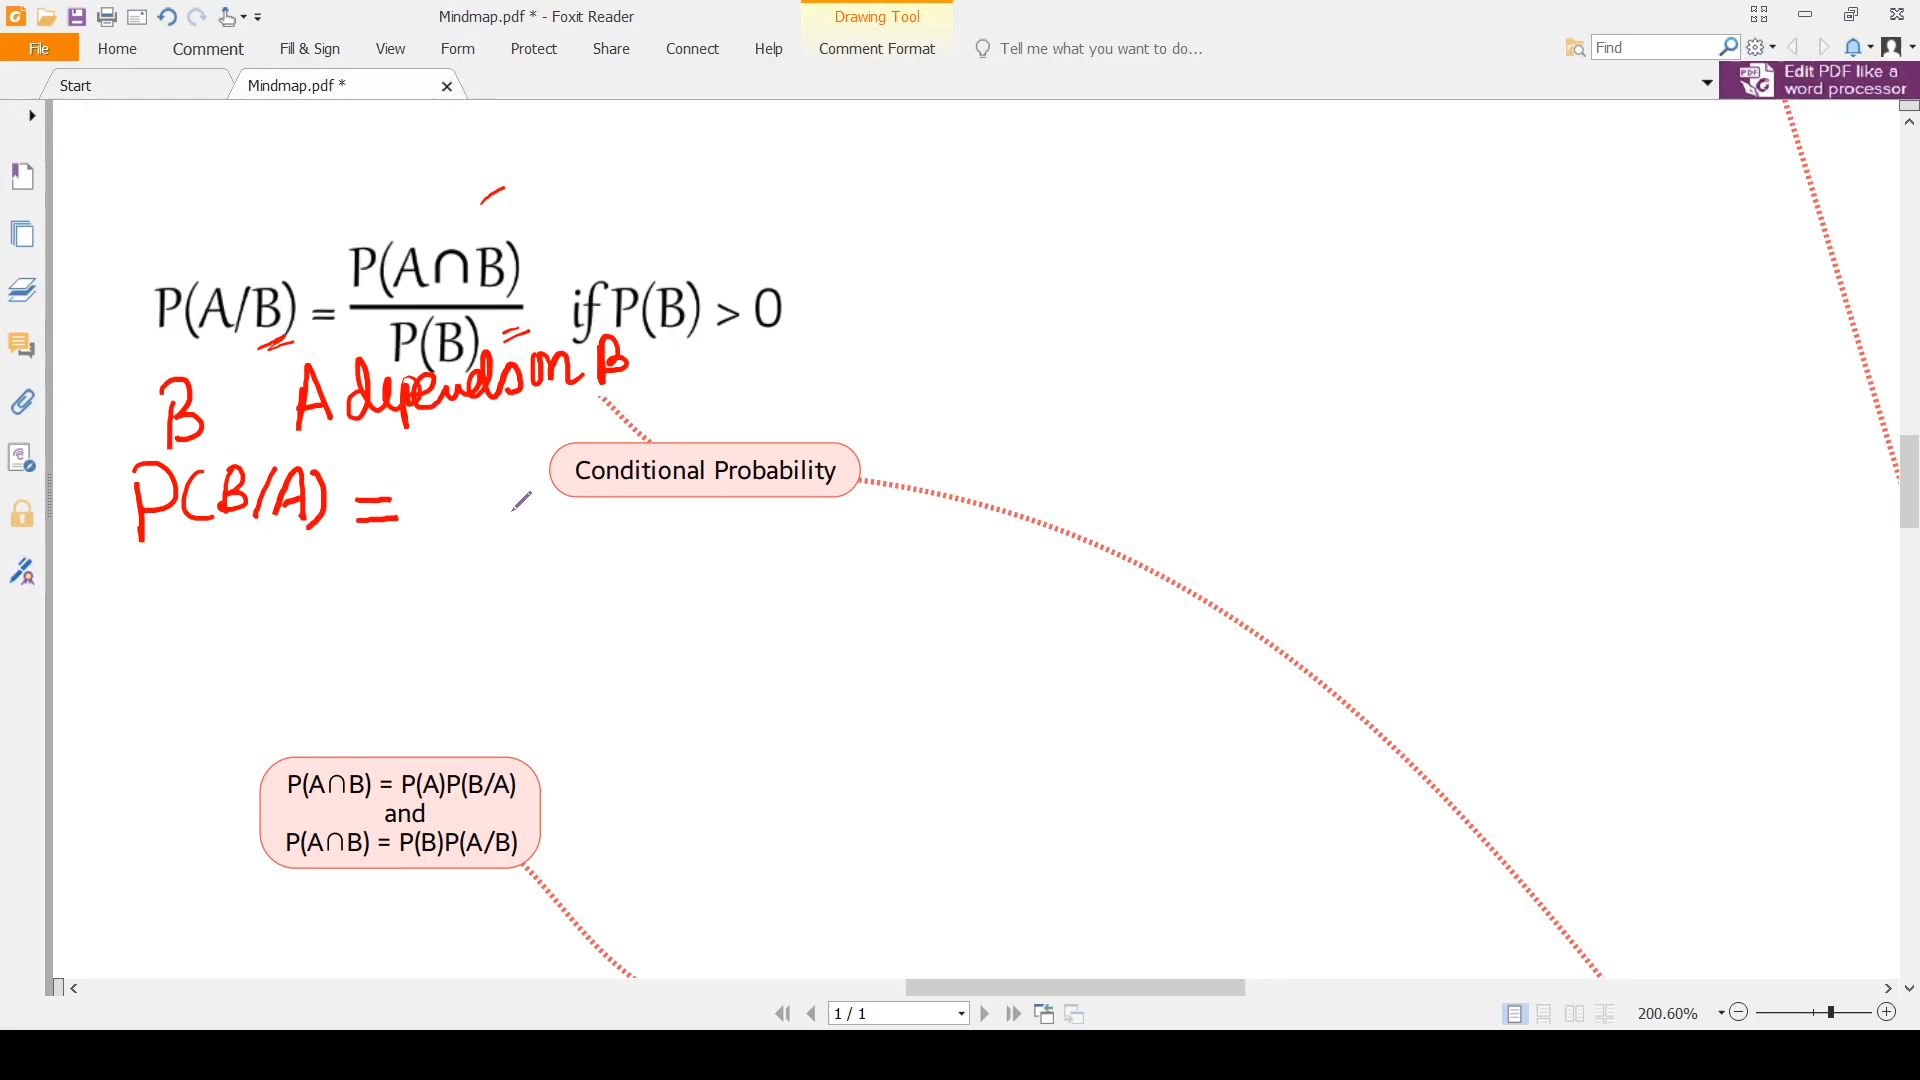 Mindmap.pdf * - Foxit Reader
Drawing Tool
File Home Comment Fill & Sign View Form Protect Share Connect Help Comment Format Tell me what you want to do... Find
Start Mindmap.pdf * Edit PDF like a
word processor
P(A/B) = P(A∩B) / P(B) if P(B) > 0
B A depends on B
P(B/A) =
Conditional Probability
P(A∩B) = P(A)P(B/A)
and
P(A∩B) = P(B)P(A/B)
1 / 1
200.60%